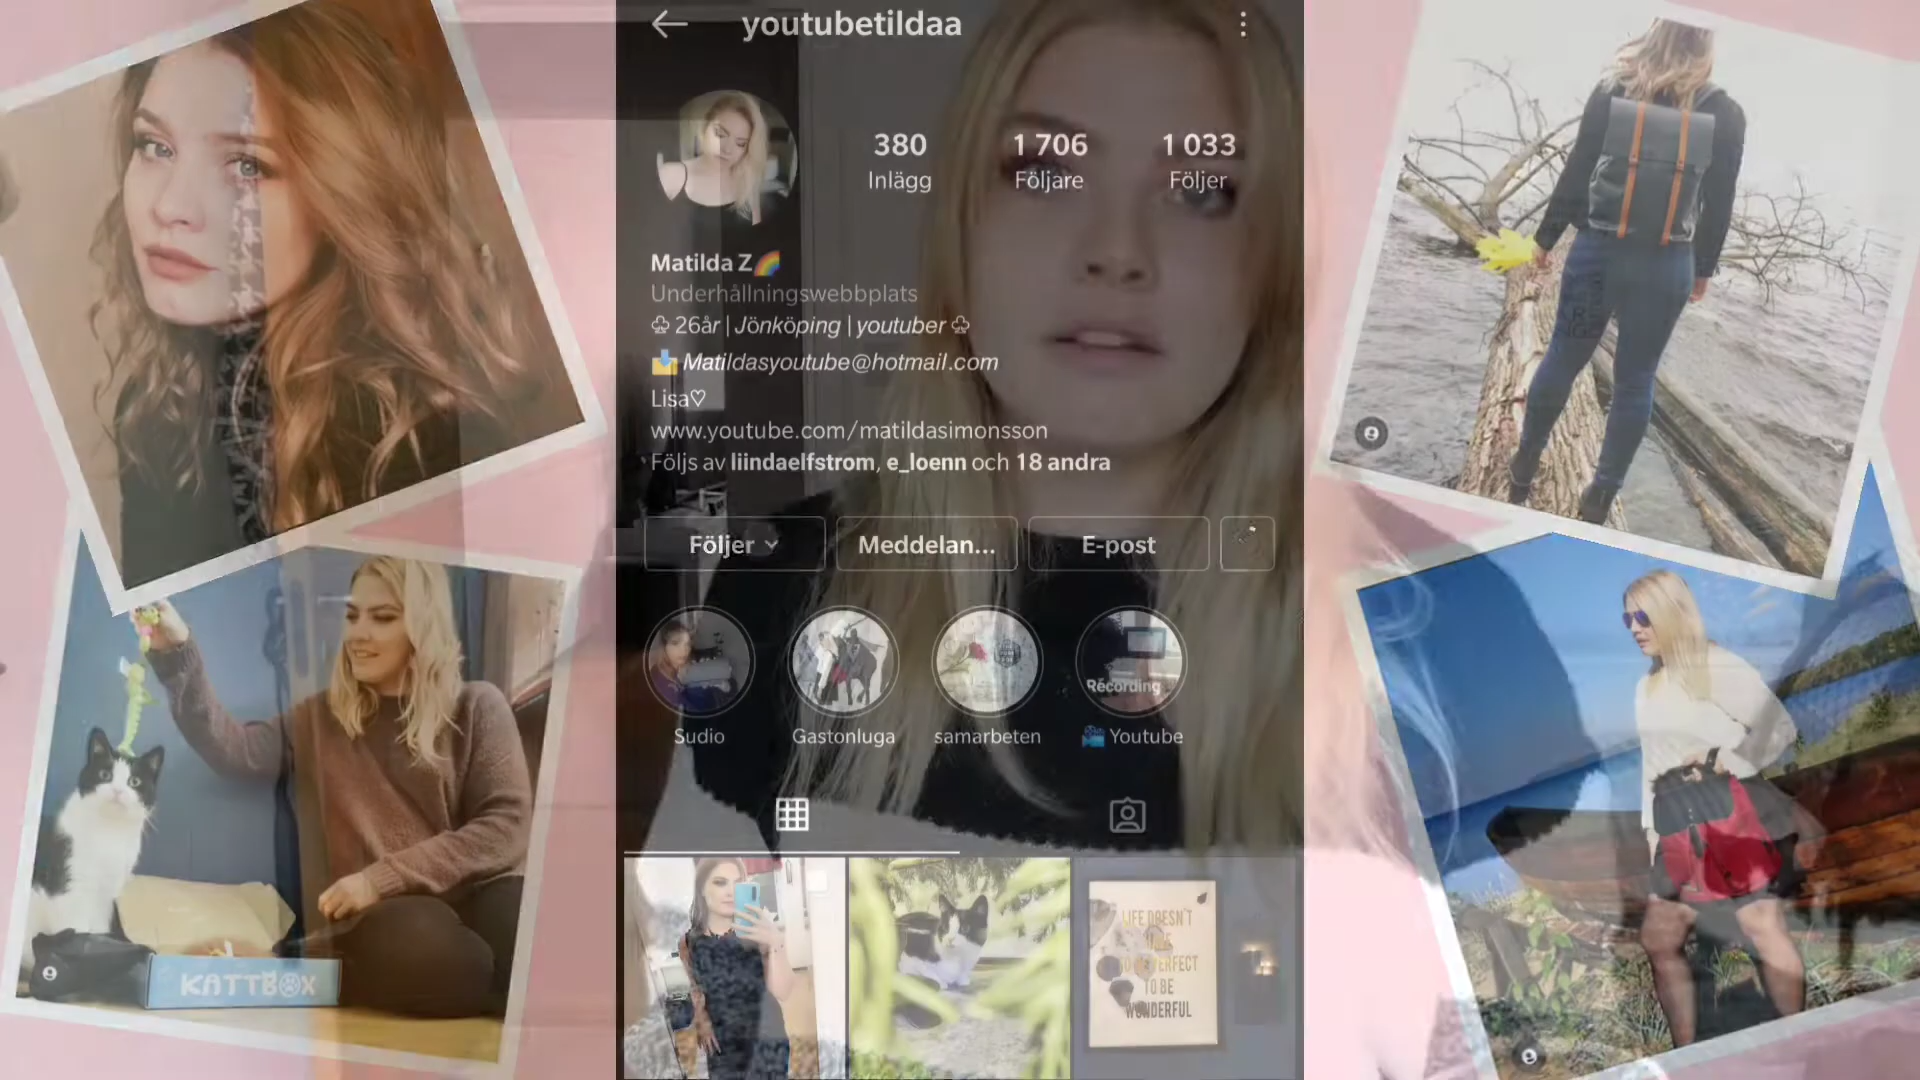 youtubetildaa
380
1 706
1 033
Inlägg
Följare
Följer
Matilda Z🌈
Underhållningswebbplats
♧ 26år | Jönköping | youtuber ♧
📥 Matildasyoutube@hotmail.com
Lisa♡
www.youtube.com/matildasimonsson
Följs av liindaelfstrom, e_loenn och 18 andra
Följer
Meddelan...
E-post
Recording
Sudio
Gastonluga
samarbeten
Youtube
LIFE DOESN'T
PERFECT
TO BE
WONDERFUL
KATTBOX